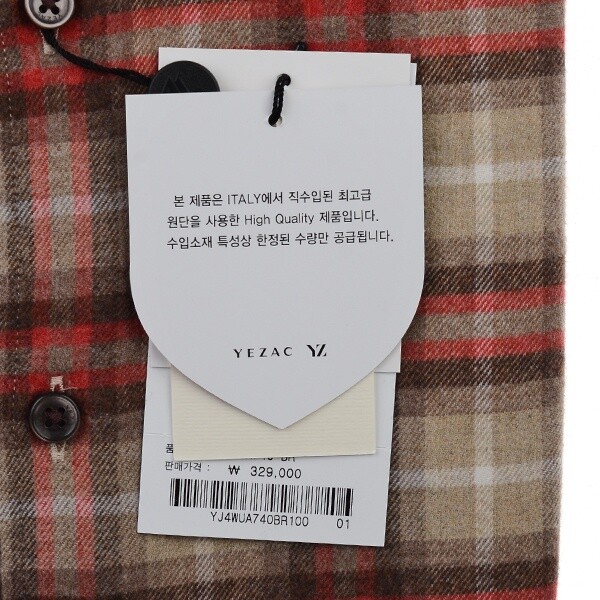 본 제품은 ITALY에서 직수입된 최고급
원단을 사용한 High Quality 제품입니다.
수입소재 특성상 한정된 수량만 공급됩니다.
YEZAC YZ
판매가격 : ₩ 329,000
YJ4WUA740BR100 01